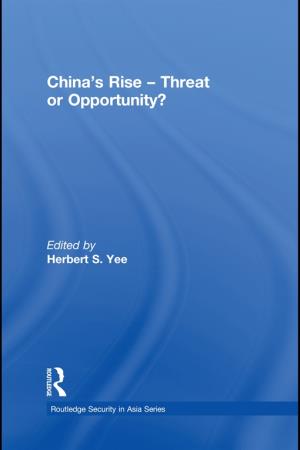 China's Rise – Threat
or Opportunity?
Edited by
Herbert S. Yee
ROUTLEDGE
Routledge Security in Asia Series